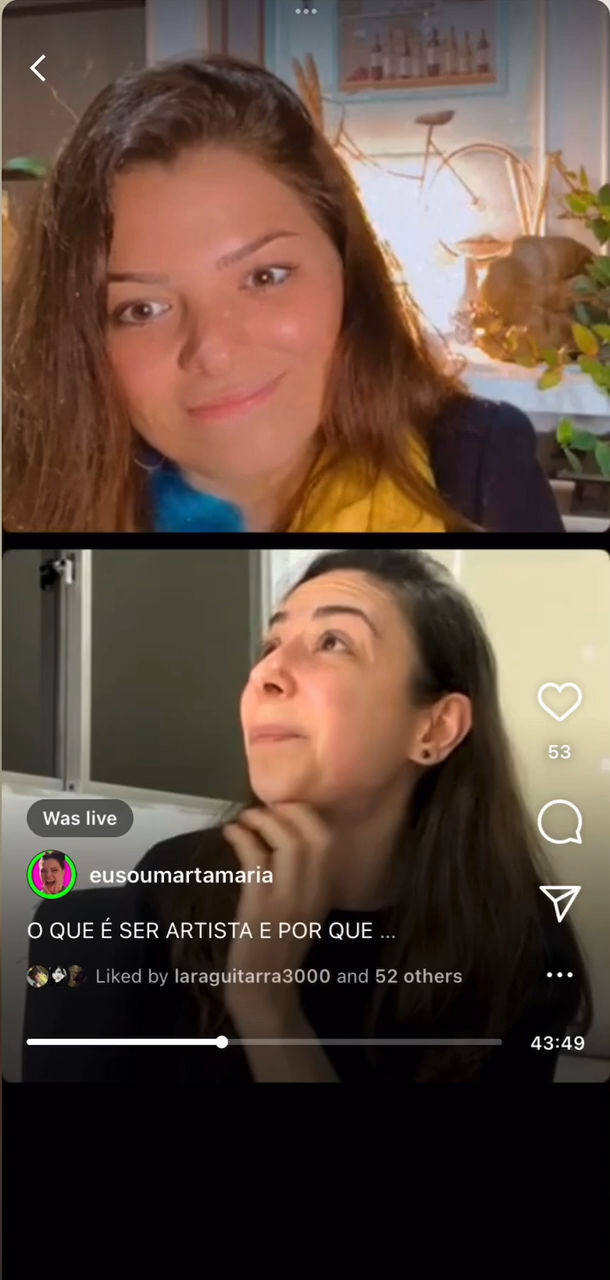 Was live
53
eusoumartamaria
O QUE É SER ARTISTA E POR QUE ...
Liked by laraguitarra3000 and 52 others
43:49